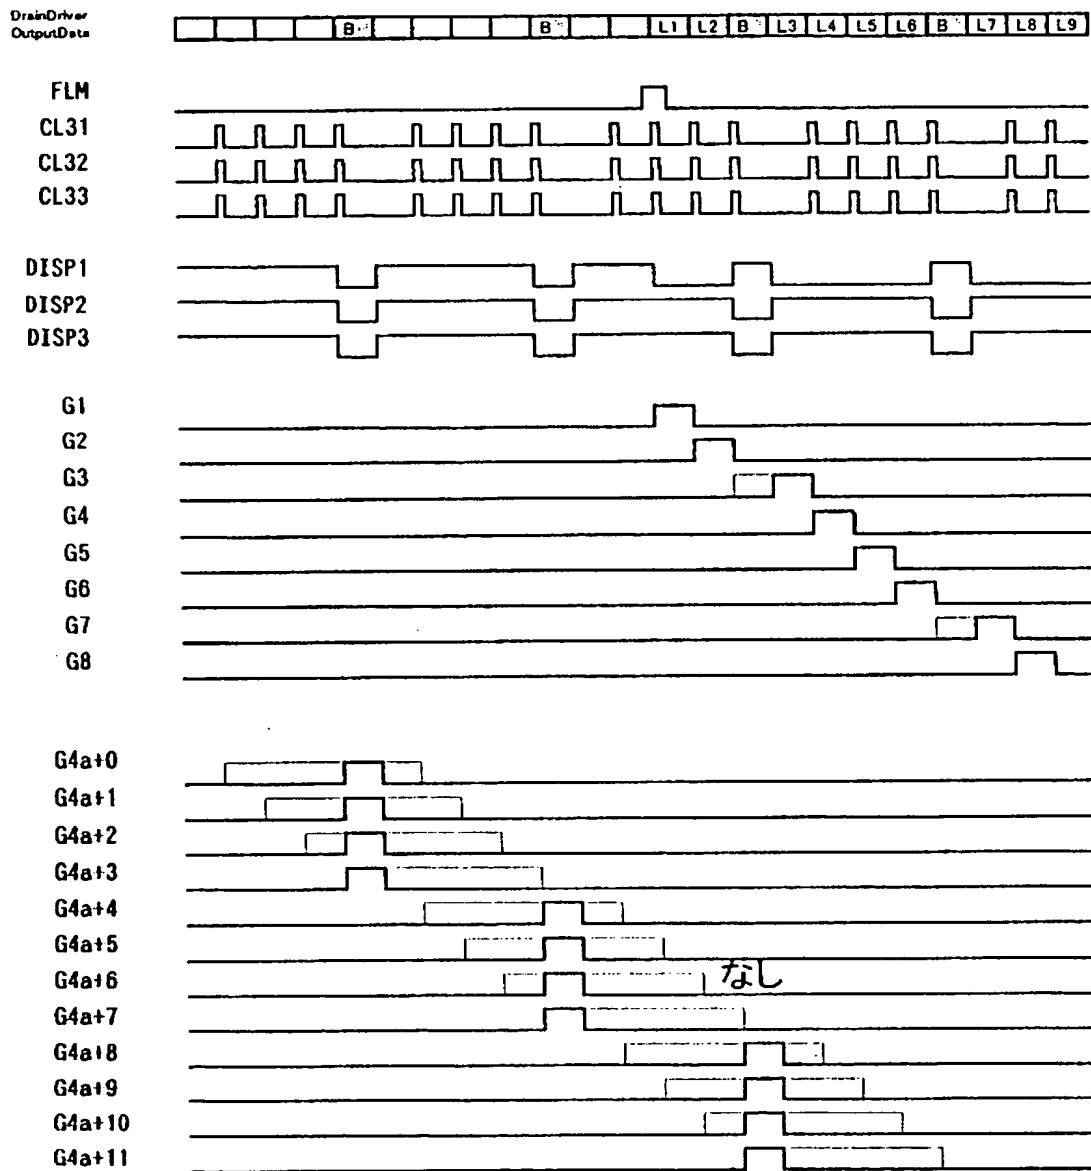 DrainDriver
OutputData
B B L1 L2 B L3 L4 L5 L6 B L7 L8 L9
FLM
CL31
CL32
CL33
DISP1
DISP2
DISP3
G1
G2
G3
G4
G5
G6
G7
G8
G4a+0
G4a+1
G4a+2
G4a+3
G4a+4
G4a+5
G4a+6 なし
G4a+7
G4a+8
G4a+9
G4a+10
G4a+11